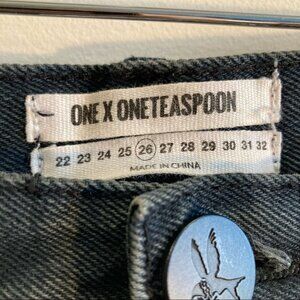 ONE X ONETEASPOON
22 23 24 25 26 27 28 29 30 31 32
MADE IN CHINA